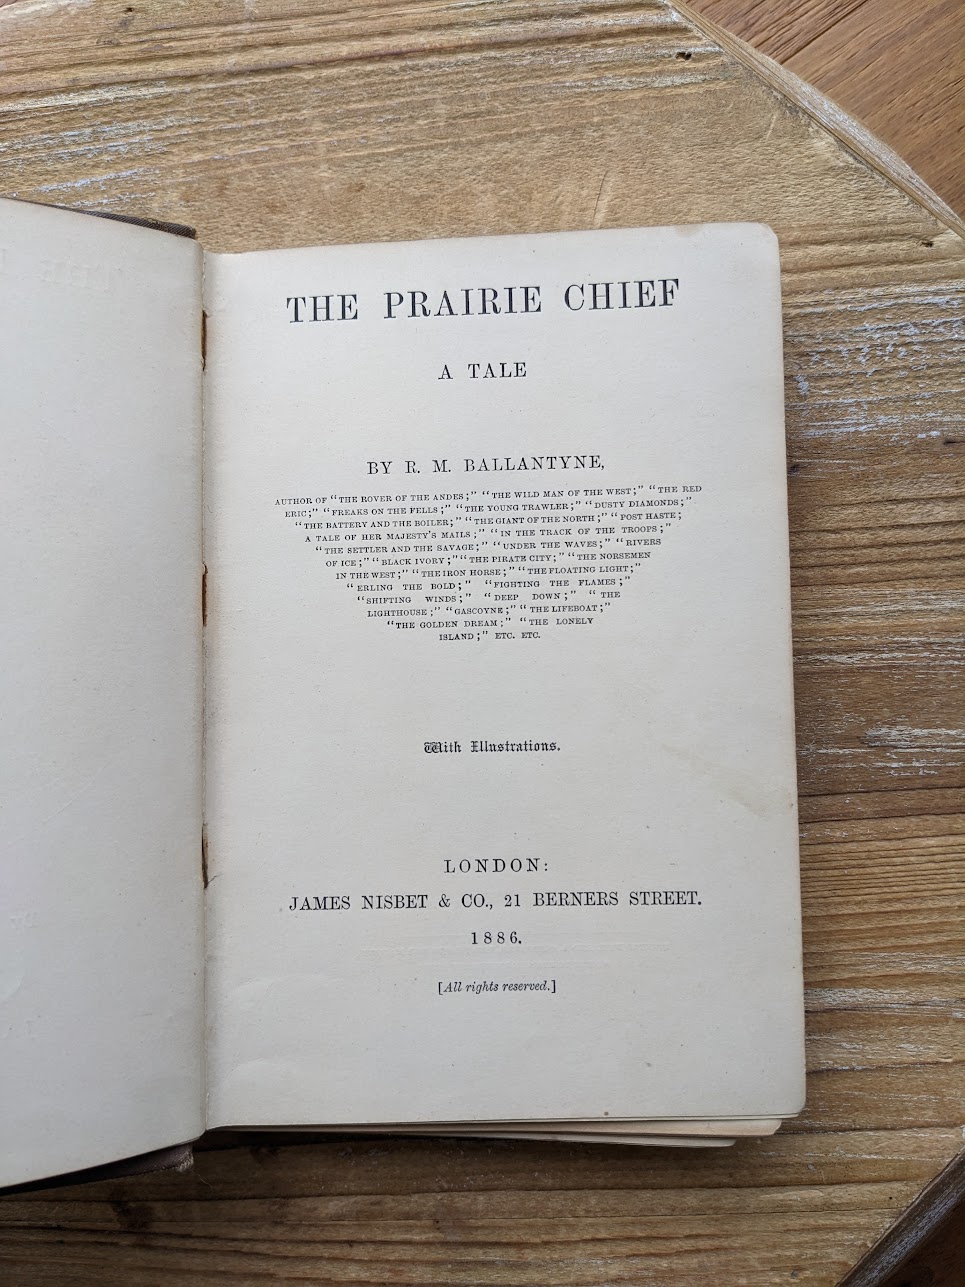 THE PRAIRIE CHIEF
A TALE
BY R. M. BALLANTYNE,
AUTHOR OF "THE ROVER OF THE ANDES;" "THE WILD MAN OF THE WEST;" "THE RED
ERIC;" "FREAKS ON THE FELLS;" "THE YOUNG TRAWLER;" "DUSTY DIAMONDS;"
"THE BATTERY AND THE BOILER;" "THE GIANT OF THE NORTH;" "POST HASTE;
A TALE OF HER MAJESTY'S MAILS;" "IN THE TRACK OF THE TROOPS;"
"THE SETTLER AND THE SAVAGE;" "UNDER THE WAVES;" "RIVERS
OF ICE;" "BLACK IVORY;" "THE PIRATE CITY;" "THE NORSEMEN
IN THE WEST;" "THE IRON HORSE;" "THE FLOATING LIGHT;"
"ERLING THE BOLD;" "FIGHTING THE FLAMES;"
"SHIFTING WINDS;" "DEEP DOWN;" "THE
LIGHTHOUSE;" "GASCOYNE;" "THE LIFEBOAT;"
"THE GOLDEN DREAM;" "THE LONELY
ISLAND;" ETC. ETC.
With Illustrations.
LONDON:
JAMES NISBET & CO., 21 BERNERS STREET.
1886.
[All rights reserved.]